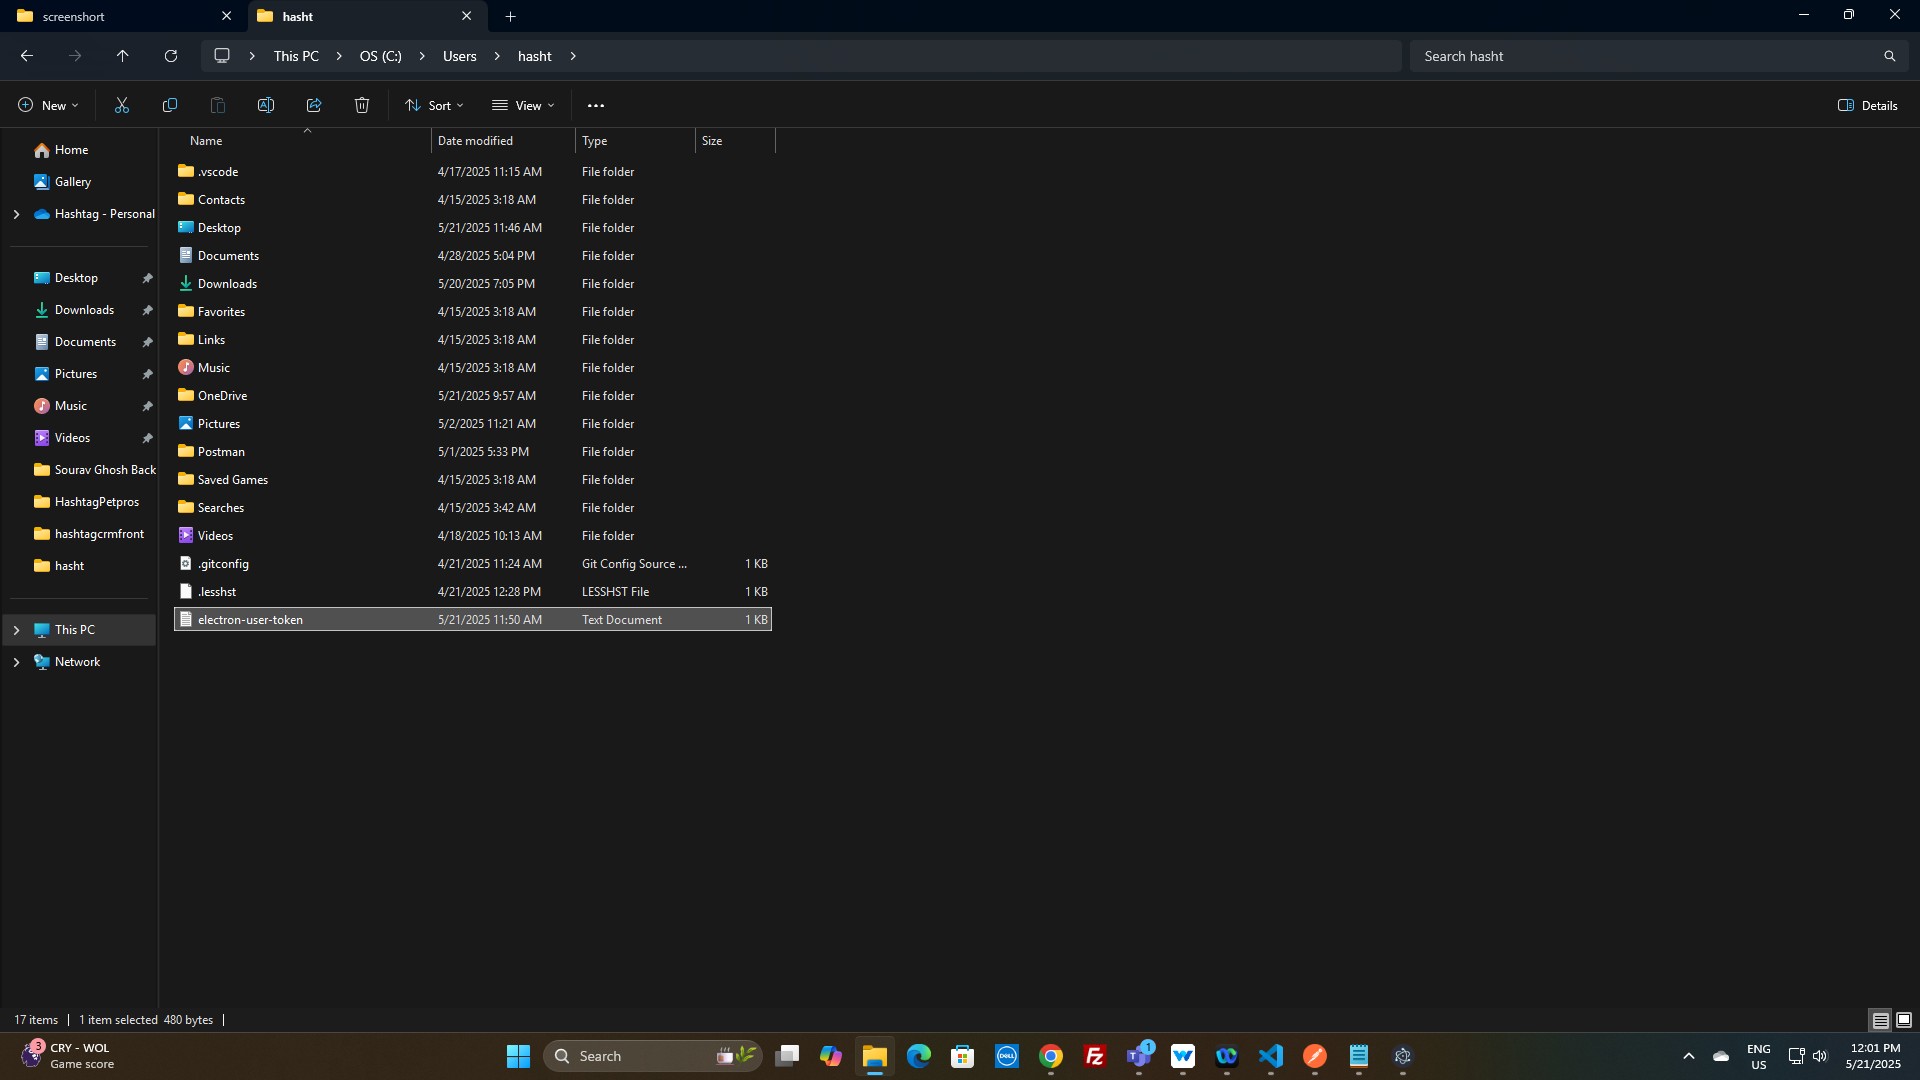 screenshort
hasht
This PC > OS (C:) > Users > hasht >
Search hasht
New
Sort
View
Details
Name
Date modified
Type
Size
Home
Gallery
Hashtag - Personal
Desktop
Downloads
Documents
Pictures
Music
Videos
Sourav Ghosh Back
HashtagPetpros
hashtagcrmfront
hasht
This PC
Network
.vscode 4/17/2025 11:15 AM File folder
Contacts 4/15/2025 3:18 AM File folder
Desktop 5/21/2025 11:46 AM File folder
Documents 4/28/2025 5:04 PM File folder
Downloads 5/20/2025 7:05 PM File folder
Favorites 4/15/2025 3:18 AM File folder
Links 4/15/2025 3:18 AM File folder
Music 4/15/2025 3:18 AM File folder
OneDrive 5/21/2025 9:57 AM File folder
Pictures 5/2/2025 11:21 AM File folder
Postman 5/1/2025 5:33 PM File folder
Saved Games 4/15/2025 3:18 AM File folder
Searches 4/15/2025 3:42 AM File folder
Videos 4/18/2025 10:13 AM File folder
.gitconfig 4/21/2025 11:24 AM Git Config Source ... 1 KB
.lesshst 4/21/2025 12:28 PM LESSHST File 1 KB
electron-user-token 5/21/2025 11:50 AM Text Document 1 KB
17 items
1 item selected 480 bytes
3
CRY - WOL
Game score
Search
DELL
FZ
1
ENG
US
12:01 PM
5/21/2025